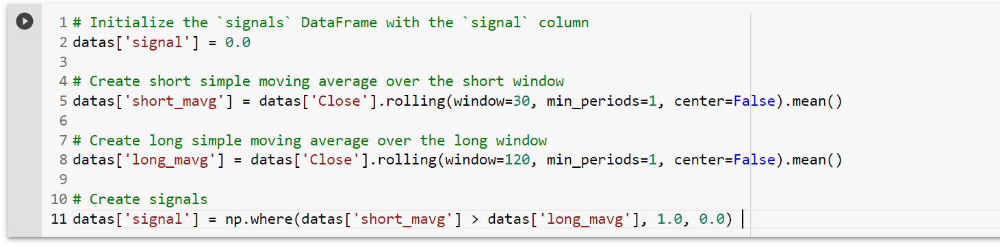 1 # Initialize the `signals` DataFrame with the `signal` column
2 datas['signal'] = 0.0
3
4 # Create short simple moving average over the short window
5 datas['short_mavg'] = datas['Close'].rolling(window=30, min_periods=1, center=False).mean()
6
7 # Create long simple moving average over the long window
8 datas['long_mavg'] = datas['Close'].rolling(window=120, min_periods=1, center=False).mean()
9
10 # Create signals
11 datas['signal'] = np.where(datas['short_mavg'] > datas['long_mavg'], 1.0, 0.0)